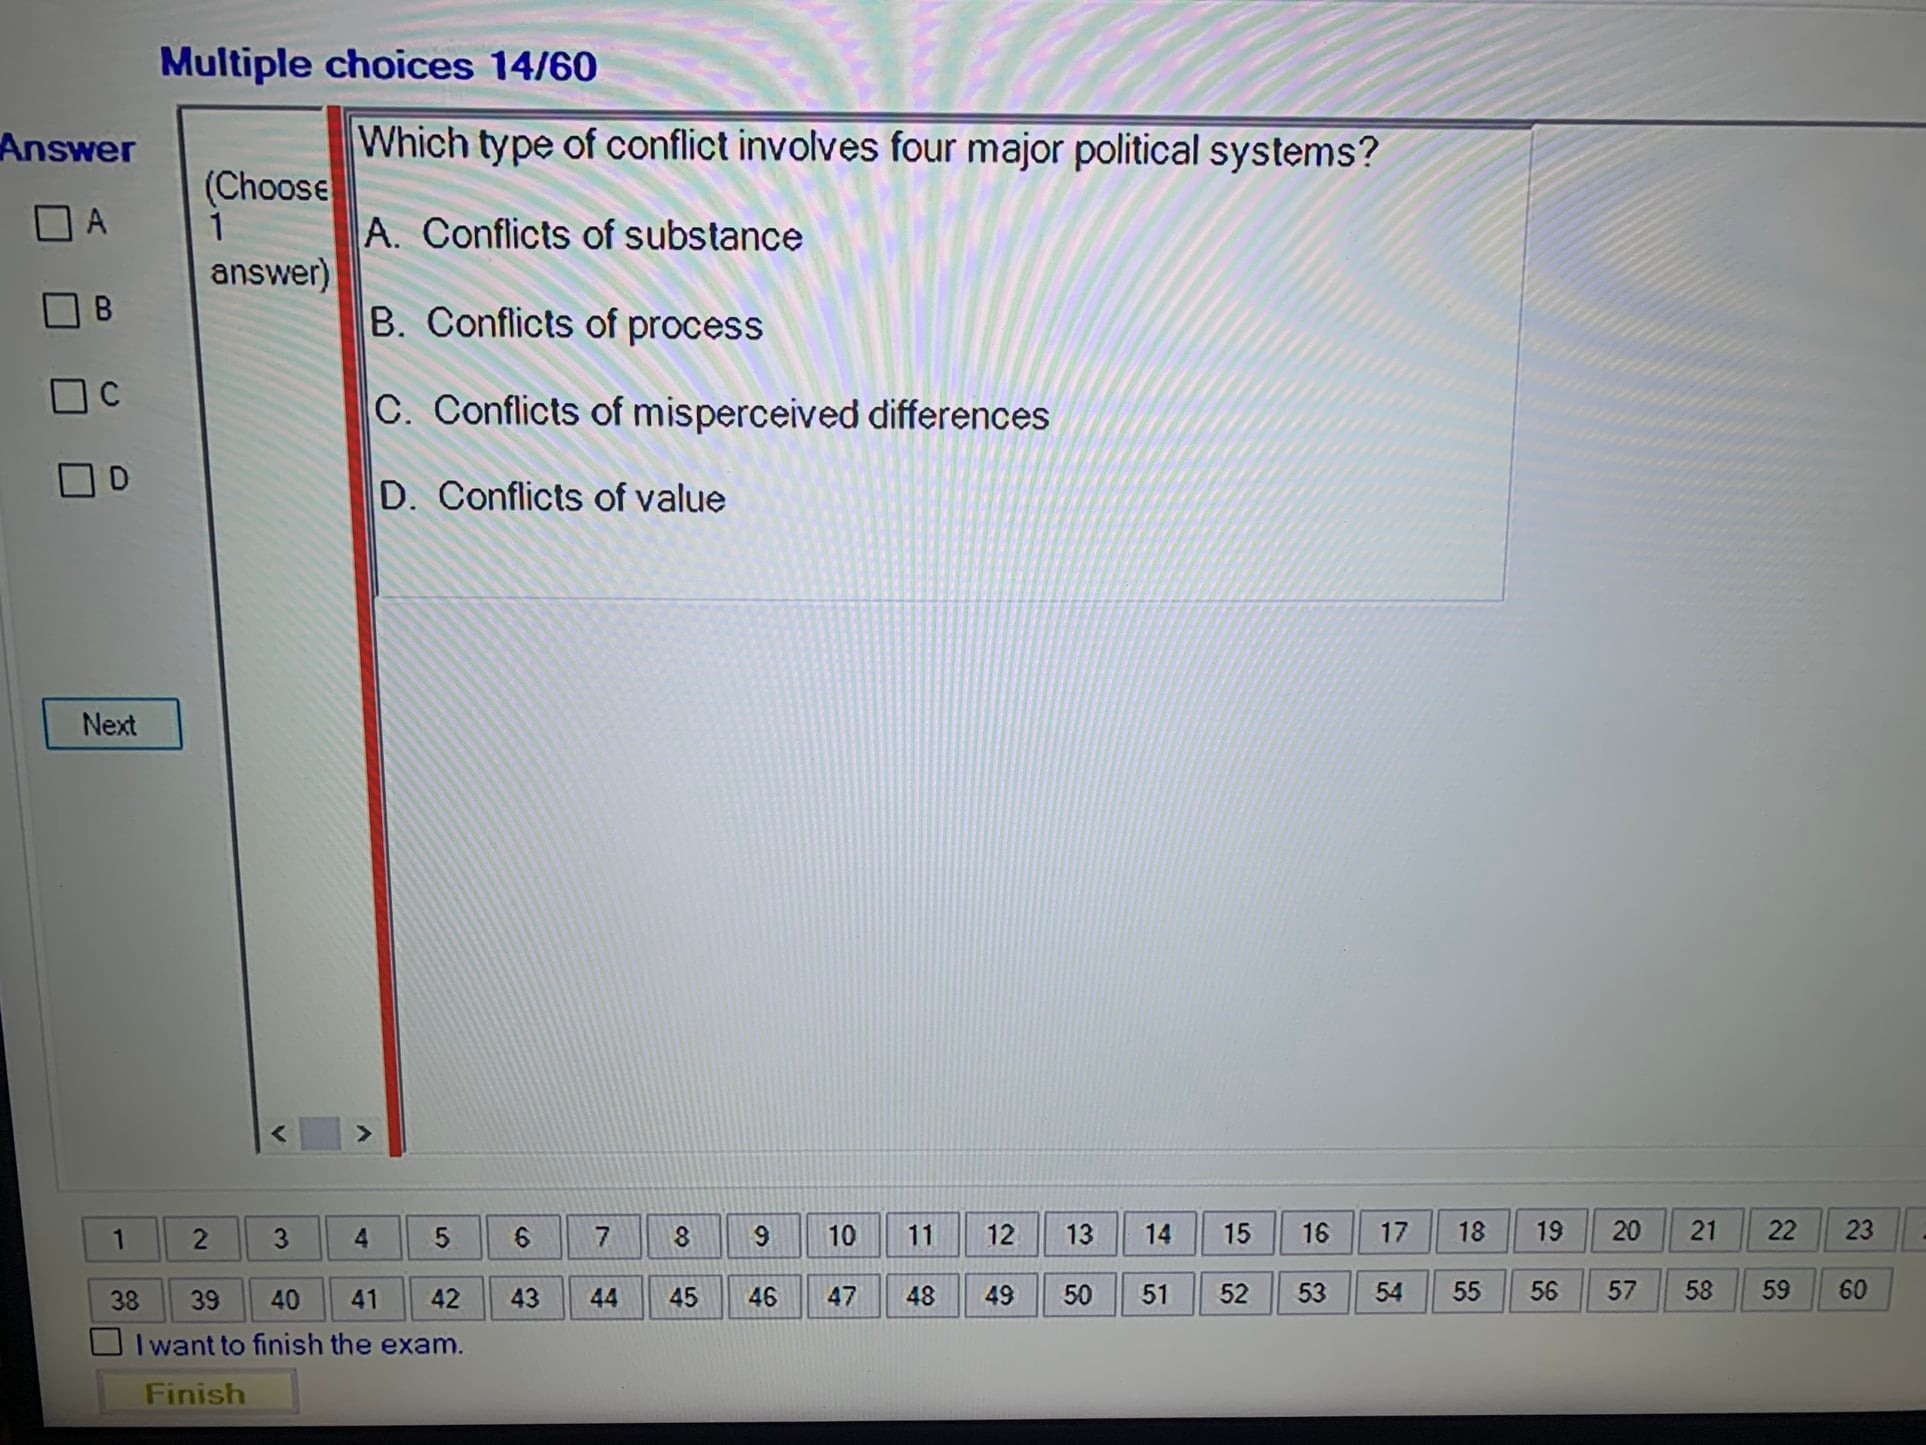 Multiple choices 14/60
Answer
A
B
C
D
(Choose
1
answer)
Which type of conflict involves four major political systems?
A. Conflicts of substance
B. Conflicts of process
C. Conflicts of misperceived differences
D. Conflicts of value
Next
< >
1 2 3 4 5 6 7 8 9 10 11 12 13 14 15 16 17 18 19 20 21 22 23
38 39 40 41 42 43 44 45 46 47 48 49 50 51 52 53 54 55 56 57 58 59 60
I want to finish the exam.
Finish